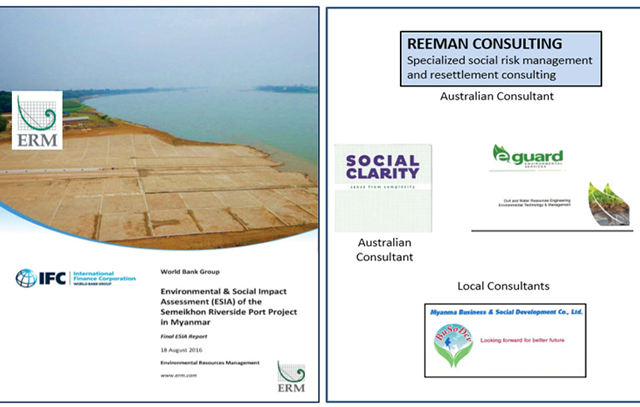 ERM
IFC
International
Finance Corporation
WORLD BANK GROUP
World Bank Group
Environmental & Social Impact
Assessment (ESIA) of the
Semeikhon Riverside Port Project
in Myanmar
Final ESIA Report
18 August 2016
Environmental Resources Management
www.erm.com
ERM
REEMAN CONSULTING
Specialized social risk management
and resettlement consulting
Australian Consultant
SOCIAL
CLARITY
sense from complexity
Australian
Consultant
eguard
ENVIRONMENTAL SERVICES
Civil and Water Resources Engineering
Environmental Technology & Management
Local Consultants
Myanma Business & Social Development Co., Ltd.
BuSoDev
Looking forward for better future